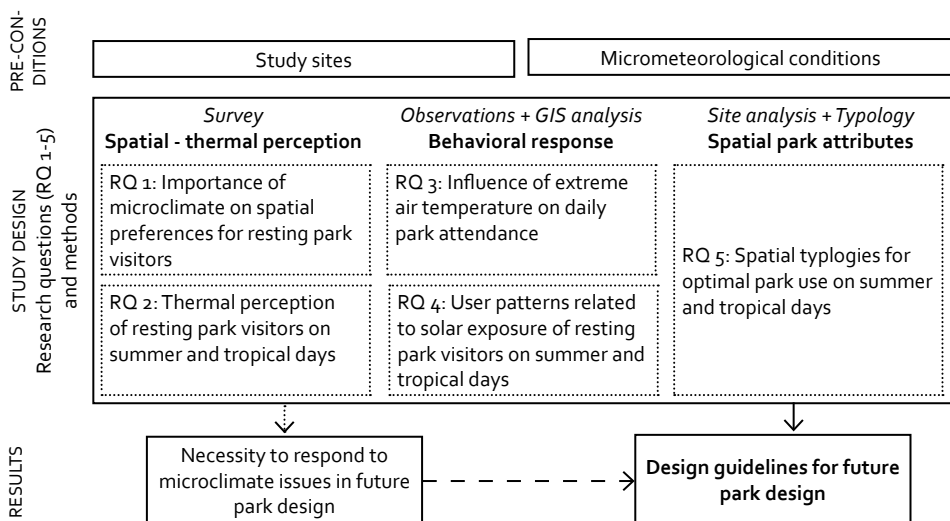 PRE-CON-
DITIONS
Study sites
Micrometeorological conditions
STUDY DESIGN
Research questions (RQ 1-5)
and methods
Survey
Spatial - thermal perception
RQ 1: Importance of
microclimate on spatial
preferences for resting park
visitors
RQ 2: Thermal perception
of resting park visitors on
summer and tropical days
Observations + GIS analysis
Behavioral response
RQ 3: Influence of extreme
air temperature on daily
park attendance
RQ 4: User patterns related
to solar exposure of resting
park visitors on summer and
tropical days
Site analysis + Typology
Spatial park attributes
RQ 5: Spatial typlogies for
optimal park use on summer
and tropical days
RESULTS
Necessity to respond to
microclimate issues in future
park design
Design guidelines for future
park design